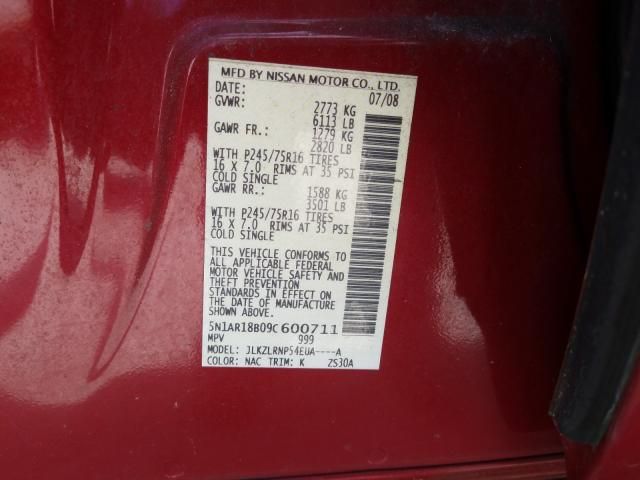 MFD BY NISSAN MOTOR CO., LTD.
DATE: 07/08
GVWR: 2773 KG
6113 LB
GAWR FR.: 1279 KG
2820 LB
WITH P245/75R16 TIRES
16 X 7.0 RIMS AT 35 PSI
COLD SINGLE
GAWR RR.: 1588 KG
3501 LB
WITH P245/75R16 TIRES
16 X 7.0 RIMS AT 35 PSI
COLD SINGLE
THIS VEHICLE CONFORMS TO
ALL APPLICABLE FEDERAL
MOTOR VEHICLE SAFETY AND
THEFT PREVENTION
STANDARDS IN EFFECT ON
THE DATE OF MANUFACTURE
SHOWN ABOVE.
5N1AR18B09C600711
MPV 999
MODEL: JLKZLRNP54EUA----A
COLOR: NAC TRIM: K ZS30A